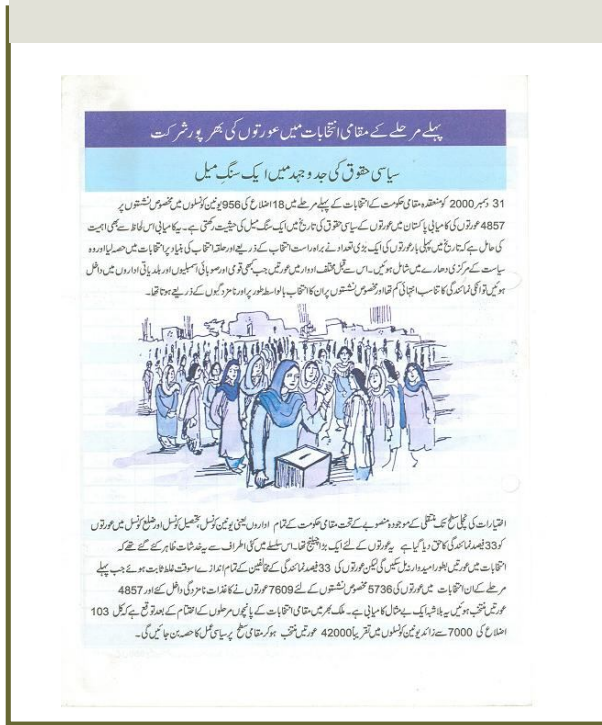 پہلے مرحلے کے مقامی انتخابات میں عورتوں کی بھرپور شرکت
سیاسی حقوق کی جدوجہد میں ایک سنگِ میل
31 دسمبر 2000 کو منعقدہ مقامی حکومت کے انتخابات کے پہلے مرحلے میں 18 اضلاع کی 956 یونین کونسلوں میں مخصوص نشستوں پر
4857 عورتوں کی کامیابی پاکستان میں عورتوں کے سیاسی حقوق کی تاریخ میں ایک سنگ میل کی حیثیت رکھتی ہے۔ یہ کامیابی اس لحاظ سے بھی اہمیت
کی حامل ہے کہ تاریخ میں پہلی بار عورتوں کی ایک بڑی تعداد نے براہ راست انتخاب کے ذریعے اور حلقہ انتخاب کی بنیاد پر انتخابات میں حصہ لیا اور وہ
سیاست کے مرکزی دھارے میں شامل ہوئیں۔ اس سے قبل مختلف ادوار میں عورتیں جب کبھی قومی اور صوبائی اسمبلیوں اور بلدیاتی اداروں میں داخل
ہوئیں تو انکی نمائندگی کا تناسب انتہائی کم تھا اور مخصوص نشستوں پر ان کا انتخاب بالواسطہ طور پر اور نامزدگیوں کے ذریعے ہوتا تھا۔
اختیارات کی نچلی سطح تک منتقلی کے موجودہ منصوبے کے تحت مقامی حکومت کے تمام اداروں یعنی یونین کونسل، تحصیل کونسل اور ضلع کونسل میں عورتوں
کو 33 فیصد نمائندگی کا حق دیا گیا ہے یہ عورتوں کے لئے ایک بڑا چیلنج تھا۔ اس سلسلے میں کئی اطراف سے یہ خدشات ظاہر کئے گئے تھے کہ
انتخابات میں عورتیں بطور امیدوار نہ مل سکیں گی لیکن عورتوں کی 33 فیصد نمائندگی کے مخالفین کے تمام اندازے اسوقت غلط ثابت ہوئے جب پہلے
مرحلے کے ان انتخابات میں عورتوں کی 5736 مخصوص نشستوں کے لئے 7609 عورتوں نے کاغذات نامزدگی داخل کئے اور 4857
عورتیں منتخب ہوئیں یہ بلاشبہ ایک بے مثال کامیابی ہے۔ ملک بھر میں مقامی انتخابات کے پانچوں مرحلوں کے اختتام کے بعد توقع ہے کہ کل 103
اضلاع کی 7000 سے زائد یونین کونسلوں میں تقریباً 42000 عورتیں منتخب ہو کر مقامی سطح پر سیاسی عمل کا حصہ بن جائیں گی۔